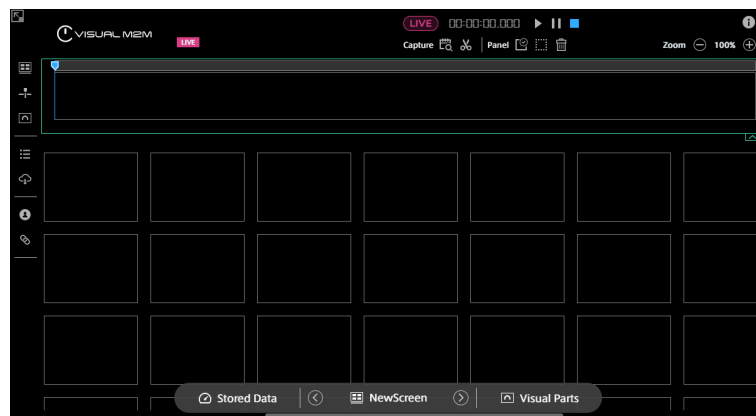 LIVE 00:00:00.000
VISUAL M2M
LIVE
Capture Panel Zoom 100%
Stored Data NewScreen Visual Parts